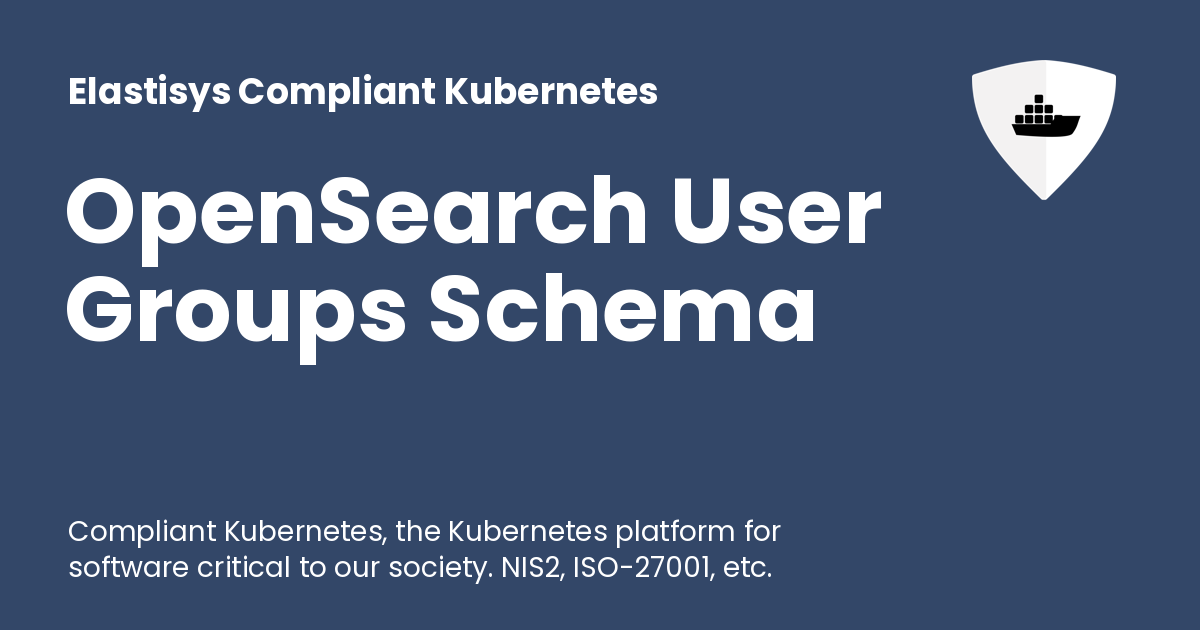 Elastisys Compliant Kubernetes
OpenSearch User
Groups Schema
Compliant Kubernetes, the Kubernetes platform for
software critical to our society. NIS2, ISO-27001, etc.